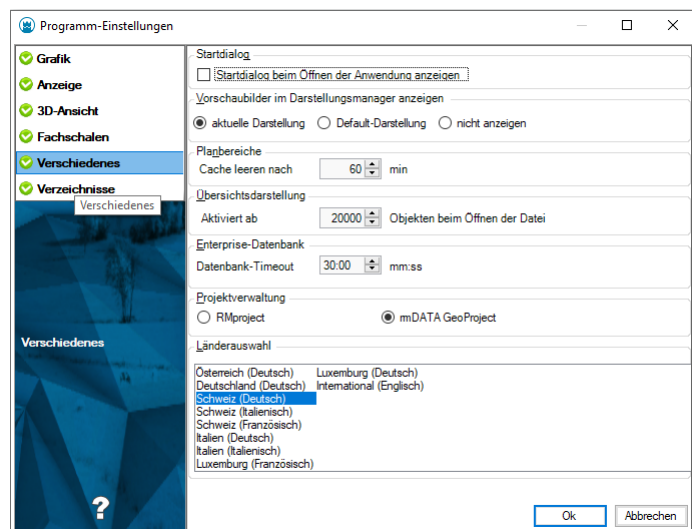 Programm-Einstellungen
Grafik
Anzeige
3D-Ansicht
Fachschalen
Verschiedenes
Verzeichnisse
Verschiedenes
Verschiedenes
?
Startdialog
Startdialog beim Öffnen der Anwendung anzeigen
Vorschaubilder im Darstellungsmanager anzeigen
aktuelle Darstellung Default-Darstellung nicht anzeigen
Planbereiche
Cache leeren nach 60 min
Übersichtsdarstellung
Aktiviert ab 20000 Objekten beim Öffnen der Datei
Enterprise-Datenbank
Datenbank-Timeout 30:00 mm:ss
Projektverwaltung
RMproject mDATA GeoProject
Länderauswahl
Österreich (Deutsch) Luxemburg (Deutsch)
Deutschland (Deutsch) International (Englisch)
Schweiz (Deutsch)
Schweiz (Italienisch)
Schweiz (Französisch)
Italien (Deutsch)
Italien (Italienisch)
Luxemburg (Französisch)
Ok Abbrechen